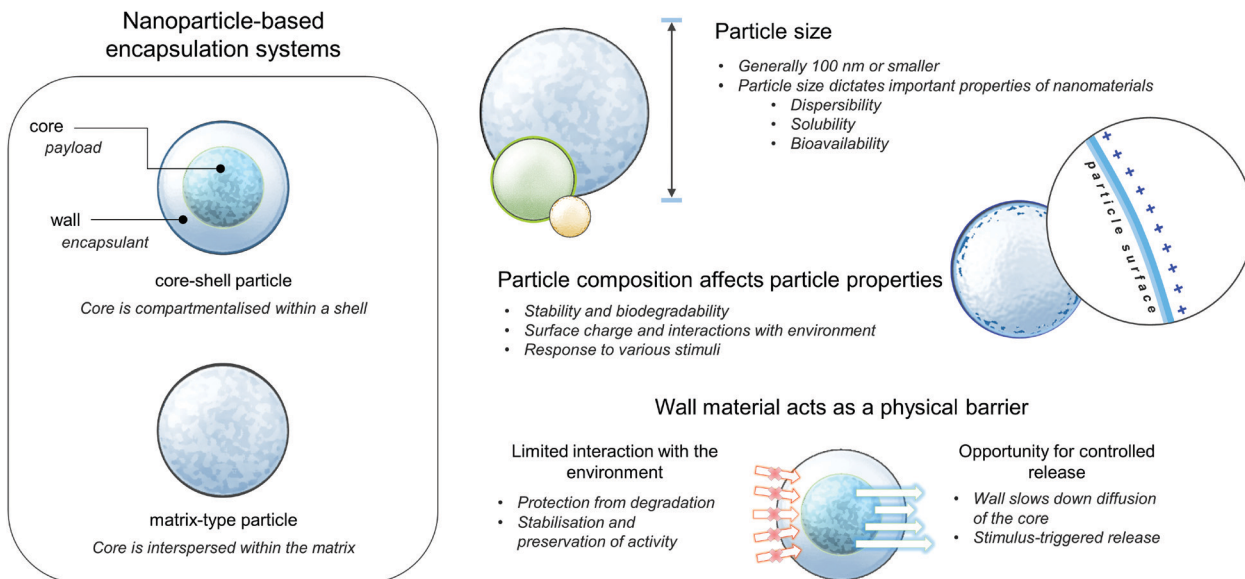 Nanoparticle-based
encapsulation systems
core
payload
wall
encapsulant
core-shell particle
Core is compartmentalised within a shell
matrix-type particle
Core is interspersed within the matrix
Particle size
• Generally 100 nm or smaller
• Particle size dictates important properties of nanomaterials
• Dispersibility
• Solubility
• Bioavailability
particle surface
+ + + + + + + + + + + +
Particle composition affects particle properties
• Stability and biodegradability
• Surface charge and interactions with environment
• Response to various stimuli
Wall material acts as a physical barrier
Limited interaction with the
environment
• Protection from degradation
• Stabilisation and
preservation of activity
Opportunity for controlled
release
• Wall slows down diffusion
of the core
• Stimulus-triggered release